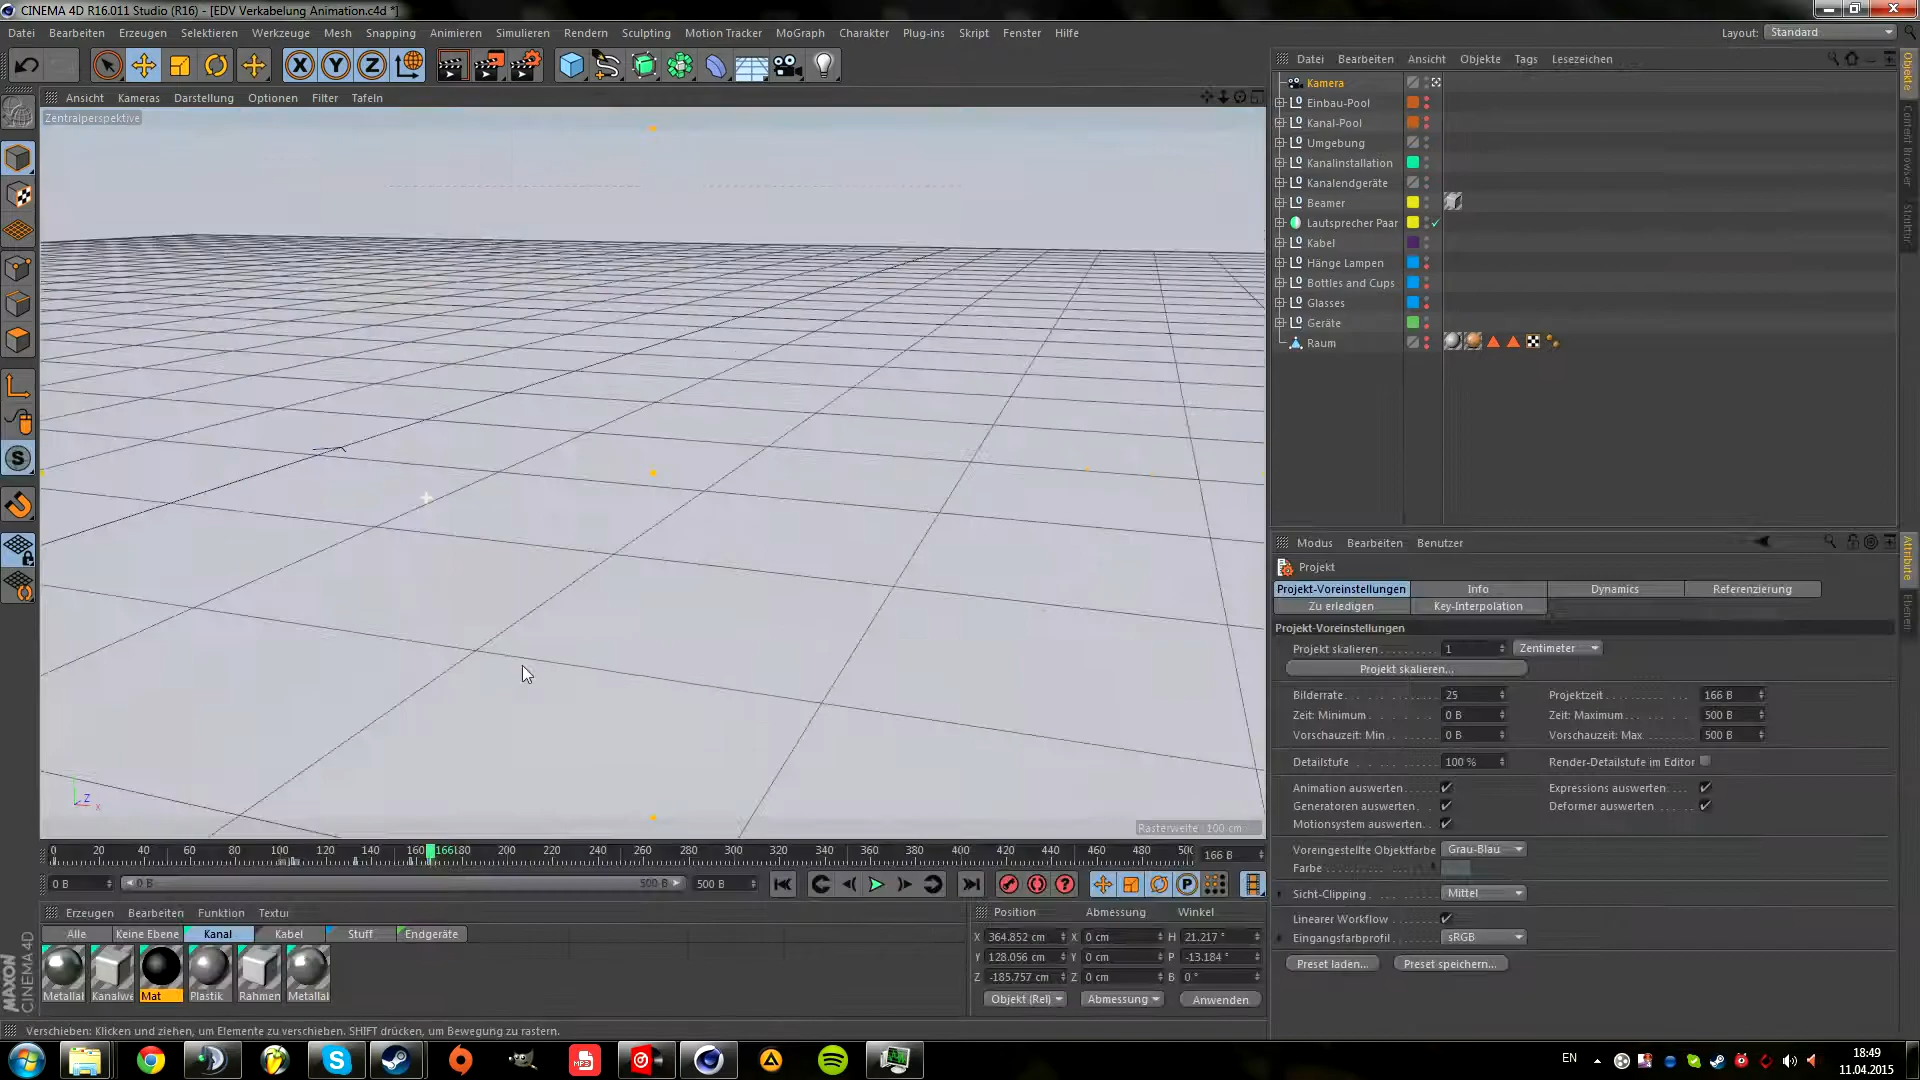 CINEMA 4D R16.011 Studio (R16) - [EDV Verkabelung Animation.c4d *]
Datei Bearbeiten Erzeugen Selektieren Werkzeuge Mesh Snapping Animieren Simulieren Rendern Sculpting Motion Tracker MoGraph Charakter Plug-ins Skript Fenster Hilfe Layout: Standard
Datei Bearbeiten Ansicht Objekte Tags Lesezeichen
Ansicht Kameras Darstellung Optionen Filter Tafeln
Zentralperspektive
Kamera
Einbau-Pool
Kanal-Pool
Umgebung
Kanalinstallation
Kanalendgeräte
Beamer
Lautsprecher Paar
Kabel
Hänge Lampen
Bottles and Cups
Glasses
Geräte
Raum
Objekte
Content Browser
Struktur
Modus Bearbeiten Benutzer
Projekt
Projekt-Voreinstellungen Info Dynamics Referenzierung
Zu erledigen Key-Interpolation
Projekt-Voreinstellungen
Projekt skalieren 1 Zentimeter
Projekt skalieren...
Bilderrate 25 Projektzeit 166 B
Zeit: Minimum 0 B Zeit: Maximum 500 B
Vorschauzeit: Min 0 B Vorschauzeit: Max 500 B
Detailstufe 100 % Render-Detailstufe im Editor
Animation auswerten Expressions auswerten
Generatoren auswerten Deformer auswerten
Motionsystem auswerten
Voreingestellte Objektfarbe Grau-Blau
Farbe
Sicht-Clipping Mittel
Linearer Workflow
Eingangsfarbprofil sRGB
Preset laden... Preset speichern...
Attribute
Ebenen
Z
X
Rasterweite : 100 cm
0 20 40 60 80 100 120 140 160 166 180 200 220 240 260 280 300 320 340 360 380 400 420 440 460 480 500 166 B
0 B 0 B 500 B 500 B
Erzeugen Bearbeiten Funktion Textur
Alle Keine Ebene Kanal Kabel Stuff Endgeräte
Metallal Kanalwe Mat Plastik Rahmen Metallal
Position Abmessung Winkel
X 364.852 cm X 0 cm H 21.217 °
Y 128.056 cm Y 0 cm P -13.184 °
Z -185.757 cm Z 0 cm B 0 °
Objekt (Rel) Abmessung Anwenden
MAXON
CINEMA 4D
Verschieben: Klicken und ziehen, um Elemente zu verschieben. SHIFT drücken, um Bewegung zu rastern.
EN
18:49
11.04.2015